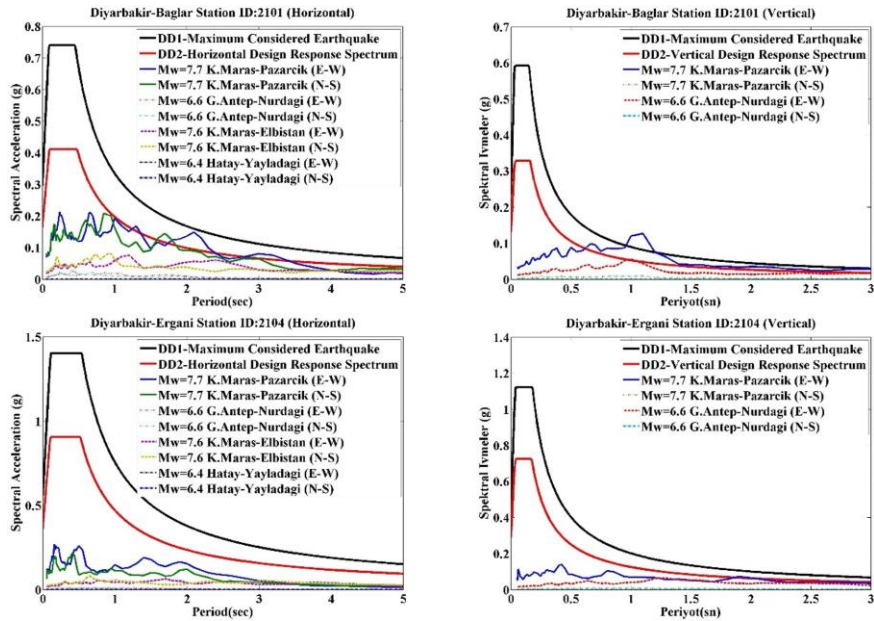 Diyarbakir-Baglar Station ID:2101 (Horizontal)
0.8
0.7
0.6
0.5
0.4
0.3
0.2
0.1
0
Spectral Acceleration (g)
DD1-Maximum Considered Earthquake
DD2-Horizontal Design Response Spectrum
Mw=7.7 K.Maras-Pazarcik (E-W)
Mw=7.7 K.Maras-Pazarcik (N-S)
Mw=6.6 G.Antep-Nurdagi (E-W)
Mw=6.6 G.Antep-Nurdagi (N-S)
Mw=7.6 K.Maras-Elbistan (E-W)
Mw=7.6 K.Maras-Elbistan (N-S)
Mw=6.4 Hatay-Yayladagi (E-W)
Mw=6.4 Hatay-Yayladagi (N-S)
0 1 2 3 4 5
Period(sec)
Diyarbakir-Baglar Station ID:2101 (Vertical)
0.7
0.6
0.5
0.4
0.3
0.2
0.1
0
Spektral Ivmeler (g)
DD1-Maximum Considered Earthquake
DD2-Vertical Design Response Spectrum
Mw=7.7 K.Maras-Pazarcik (E-W)
Mw=7.7 K.Maras-Pazarcik (N-S)
Mw=6.6 G.Antep-Nurdagi (E-W)
Mw=6.6 G.Antep-Nurdagi (N-S)
0 0.5 1 1.5 2 2.5 3
Periyot(sn)
Diyarbakir-Ergani Station ID:2104 (Horizontal)
1.5
1
0.5
0
Spectral Acceleration (g)
DD1-Maximum Considered Earthquake
DD2-Horizontal Design Response Spectrum
Mw=7.7 K.Maras-Pazarcik (E-W)
Mw=7.7 K.Maras-Pazarcik (N-S)
Mw=6.6 G.Antep-Nurdagi (E-W)
Mw=6.6 G.Antep-Nurdagi (N-S)
Mw=7.6 K.Maras-Elbistan (E-W)
Mw=7.6 K.Maras-Elbistan (N-S)
Mw=6.4 Hatay-Yayladagi (E-W)
Mw=6.4 Hatay-Yayladagi (N-S)
0 1 2 3 4 5
Period(sec)
Diyarbakir-Ergani Station ID:2104 (Vertical)
1.4
1.2
1
0.8
0.6
0.4
0.2
0
Spektral Ivmeler (g)
DD1-Maximum Considered Earthquake
DD2-Vertical Design Response Spectrum
Mw=7.7 K.Maras-Pazarcik (E-W)
Mw=7.7 K.Maras-Pazarcik (N-S)
Mw=6.6 G.Antep-Nurdagi (E-W)
Mw=6.6 G.Antep-Nurdagi (N-S)
0 0.5 1 1.5 2 2.5 3
Periyot(sn)